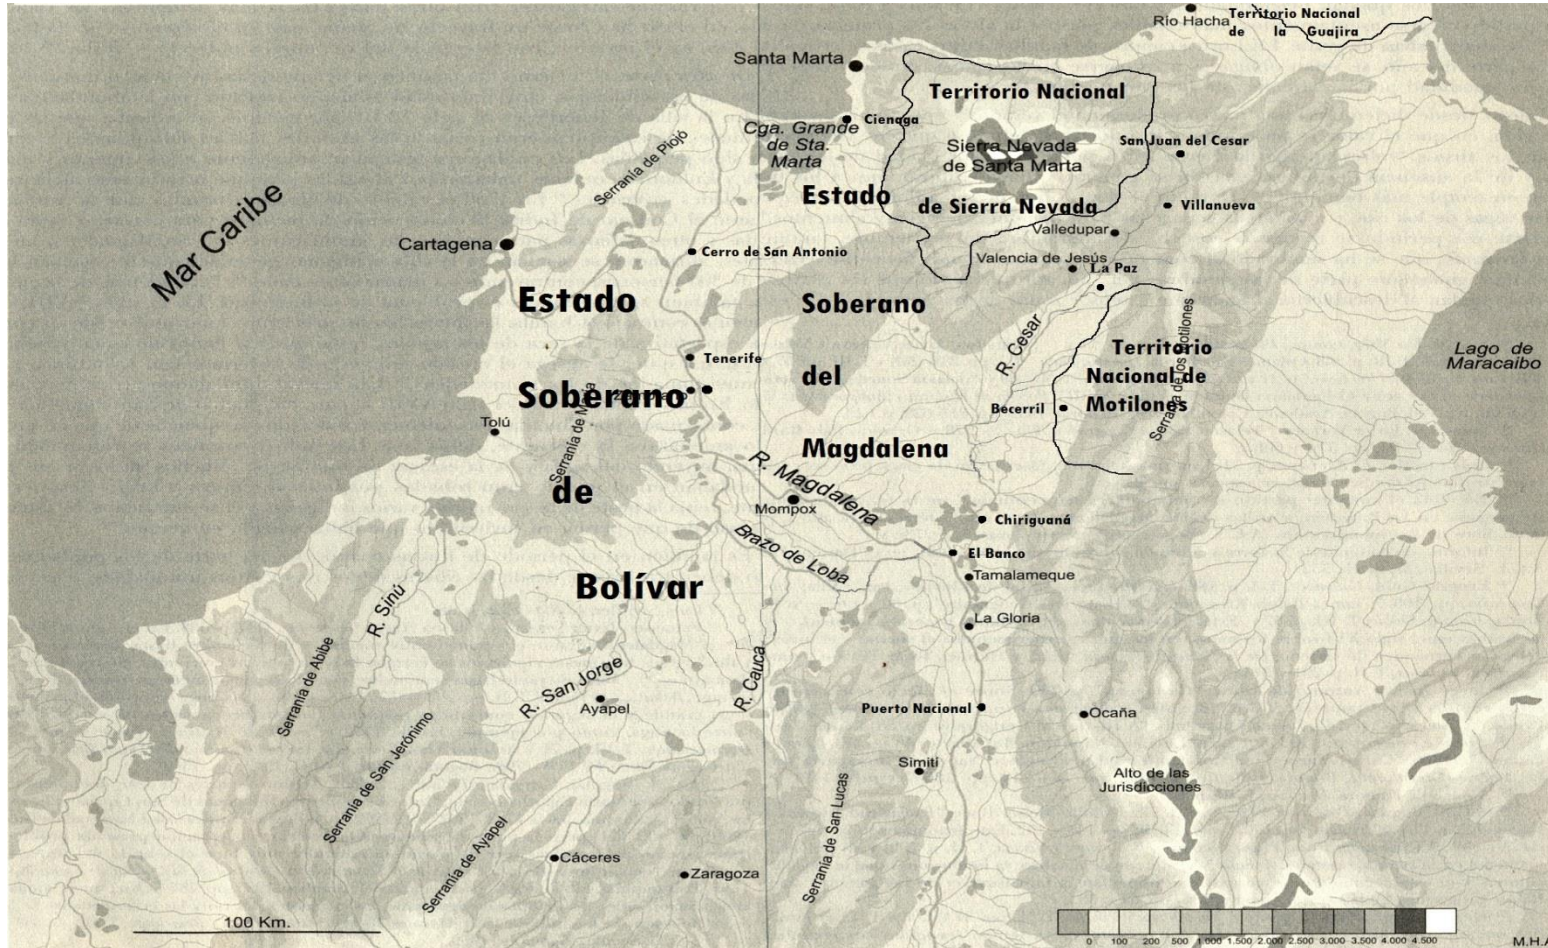 Río Hacha
Territorio Nacional
de la Guajira
Santa Marta
Territorio Nacional
Cienaga
Cga. Grande
de Sta.
Marta
Sierra Nevada
de Santa Marta
San Juan del Cesar
Serranía de Piojó
Estado
de Sierra Nevada
Villanueva
Mar Caribe
Valledupar
Cartagena
Cerro de San Antonio
Valencia de Jesús
La Paz
Estado
Soberano
R. Cesar
Serranía de los Motilones
Territorio
Nacional de
Motilones
Lago de
Maracaibo
Tenerife
del
Soberano
Zambrano
Serranía de María
Becerril
Tolú
Magdalena
R. Magdalena
de
Mompox
Chiriguaná
Brazo de Loba
El Banco
Tamalameque
Bolívar
R. Sinú
La Gloria
Serranía de Abibe
R. San Jorge
R. Cauca
Ayapel
Puerto Nacional
Ocaña
Serranía de San Jerónimo
Simití
Alto de las
Jurisdicciones
Serranía de San Lucas
Serranía de Ayapel
Cáceres
Zaragoza
100 Km.
0 100 200 500 1.000 1.500 2.000 2.500 3.000 3.500 4.000 4.500
M.H.A